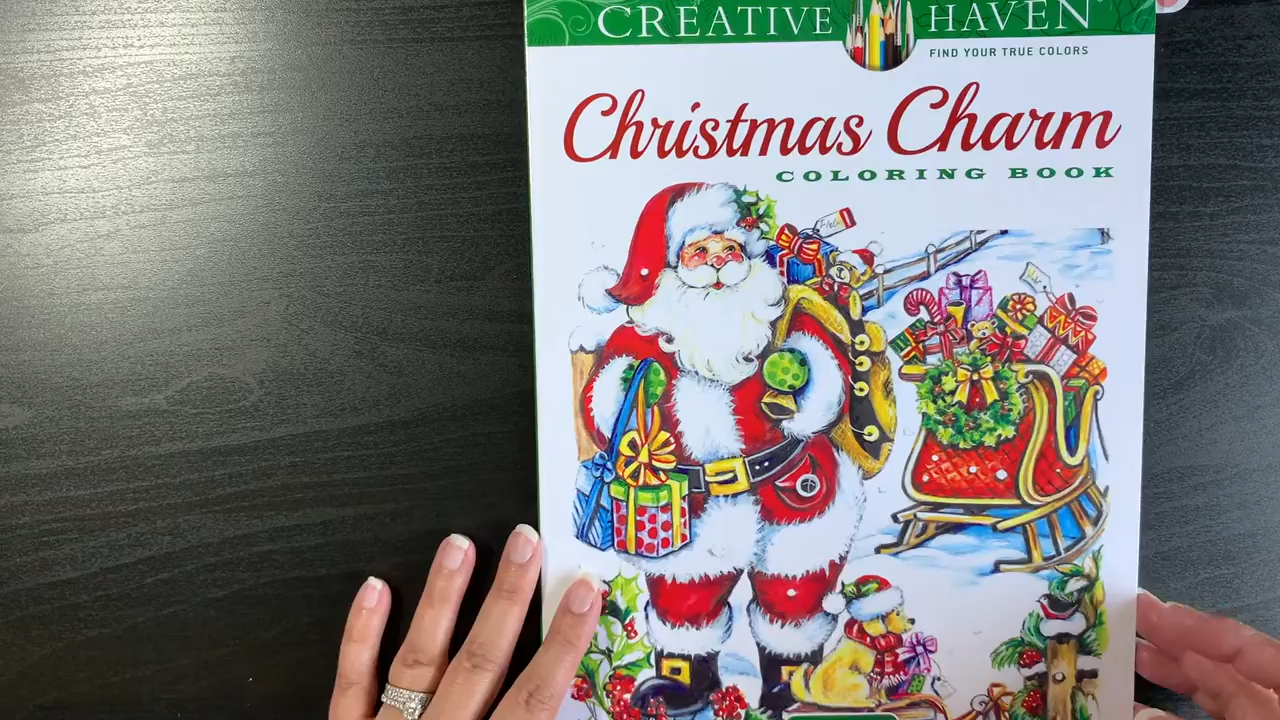 CREATIVE HAVEN
FIND YOUR TRUE COLORS
Christmas Charm
COLORING BOOK